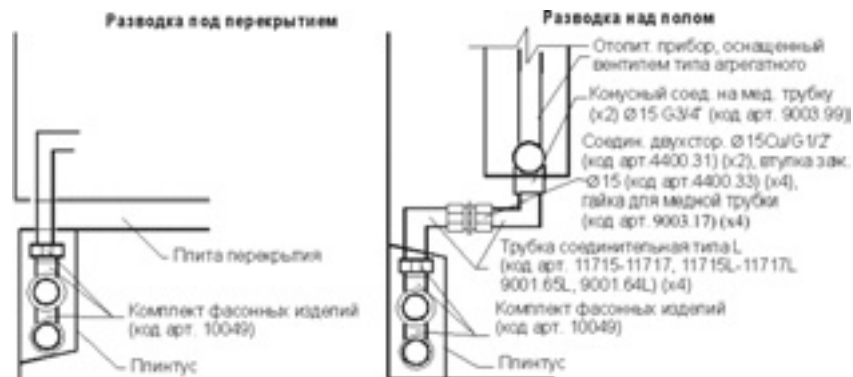 Разводка под перекрытием
Плита перекрытия
Комплект фасонных изделий
(код арт. 10049)
Плинтус
Разводка над полом
Отопит. прибор, оснащенный
вентилем типа агрегатного
Конусный соед. на мед. трубку
(x2) Ø 15 G3/4" (код арт. 9003.99))
Соедин. двухстор. Ø 15Cu/G1/2"
(код арт.4400.31) (x2), втулка заж.
Ø 15 (код арт.4400.33) (x4),
гайка для медной трубки
(код арт. 9003.17) (x4)
Трубка соединительная типа L
(код арт. 11715-11717, 11715L-11717L
9001.65L, 9001.64L) (x4)
Комплект фасонных изделий
(код арт. 10049)
Плинтус